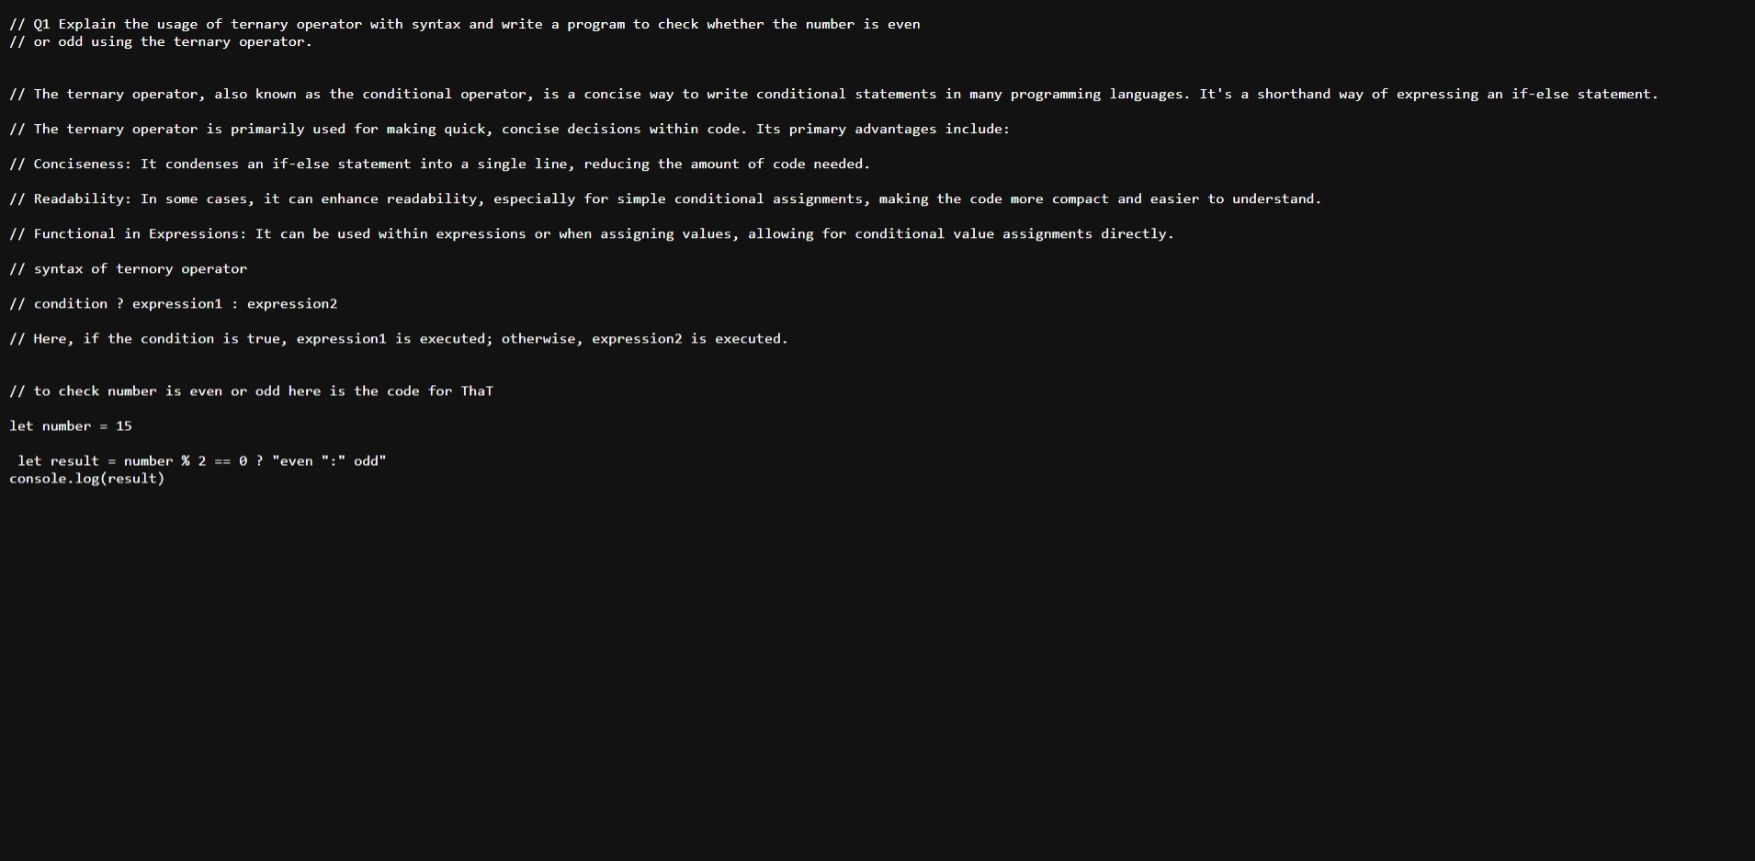 // Q1 Explain the usage of ternary operator with syntax and write a program to check whether the number is even
// or odd using the ternary operator.
// The ternary operator, also known as the conditional operator, is a concise way to write conditional statements in many programming languages. It's a shorthand way of expressing an if-else statement.
// The ternary operator is primarily used for making quick, concise decisions within code. Its primary advantages include:
// Conciseness: It condenses an if-else statement into a single line, reducing the amount of code needed.
// Readability: In some cases, it can enhance readability, especially for simple conditional assignments, making the code more compact and easier to understand.
// Functional in Expressions: It can be used within expressions or when assigning values, allowing for conditional value assignments directly.
// syntax of ternory operator
// condition ? expression1 : expression2
// Here, if the condition is true, expression1 is executed; otherwise, expression2 is executed.
// to check number is even or odd here is the code for ThaT
let number = 15
 let result = number % 2 == 0 ? "even ":" odd"
console.log(result)